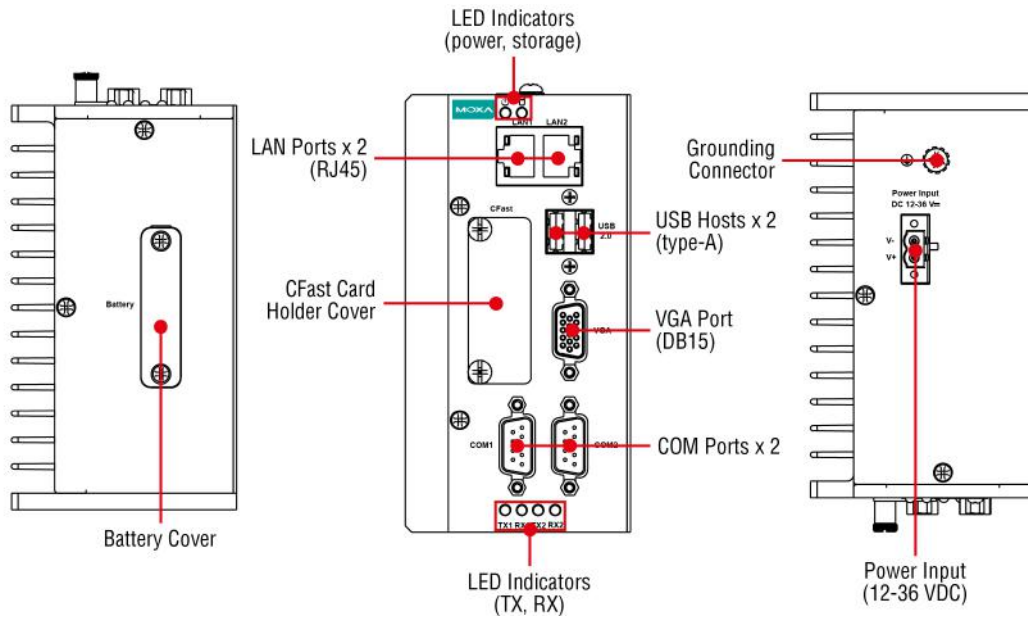 LED Indicators
(power, storage)
MOXA
LAN1 LAN2
LAN Ports x 2
(RJ45)
Grounding
Connector
CFast
USB
2.0
USB Hosts x 2
(type-A)
Power Input
DC 12-36 V
V-
V+
Battery
CFast Card
Holder Cover
VGA
VGA Port
(DB15)
COM1
COM2
COM Ports x 2
TX1 RX1 TX2 RX2
Battery Cover
LED Indicators
(TX, RX)
Power Input
(12-36 VDC)